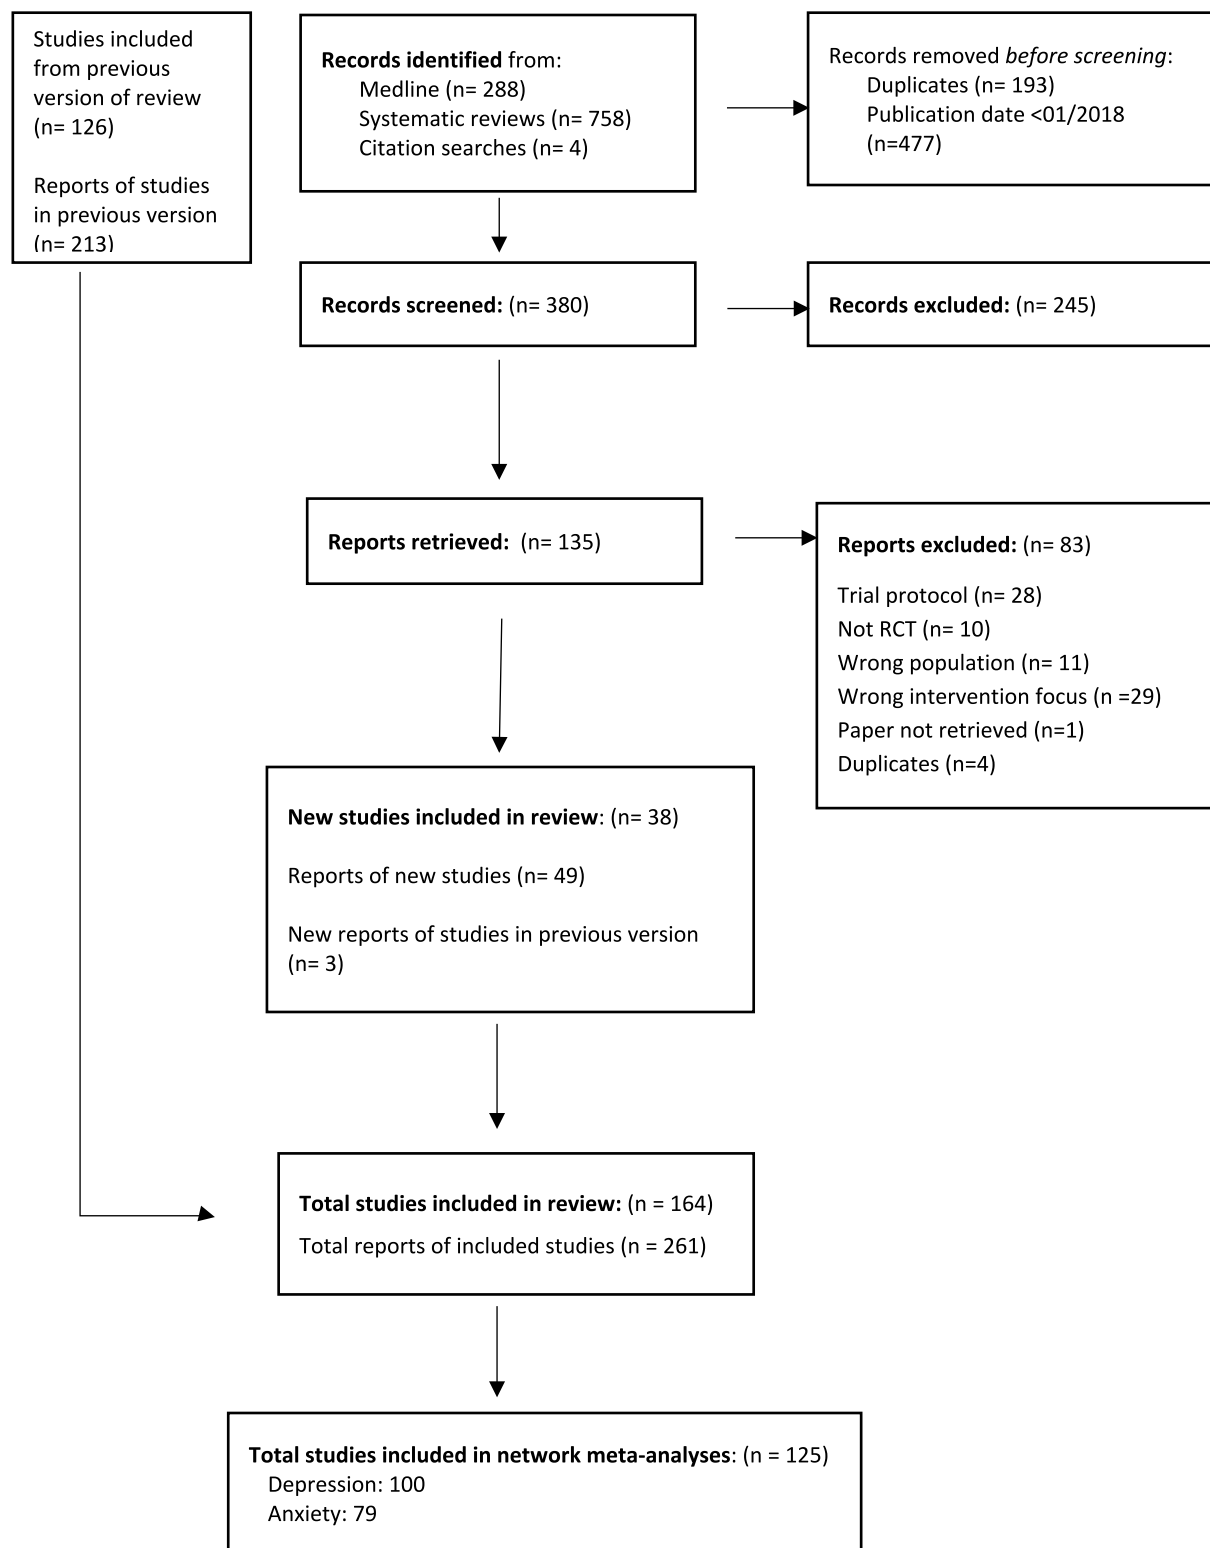 Studies included
from previous
version of review
(n= 126)
Reports of studies
in previous version
(n= 213)
Records identified from:
Medline (n= 288)
Systematic reviews (n= 758)
Citation searches (n= 4)
Records removed before screening:
Duplicates (n= 193)
Publication date <01/2018
(n=477)
Records screened: (n= 380)
Records excluded: (n= 245)
Reports retrieved: (n= 135)
Reports excluded: (n= 83)
Trial protocol (n= 28)
Not RCT (n= 10)
Wrong population (n= 11)
Wrong intervention focus (n =29)
Paper not retrieved (n=1)
Duplicates (n=4)
New studies included in review: (n= 38)
Reports of new studies (n= 49)
New reports of studies in previous version
(n= 3)
Total studies included in review: (n = 164)
Total reports of included studies (n = 261)
Total studies included in network meta-analyses: (n = 125)
Depression: 100
Anxiety: 79